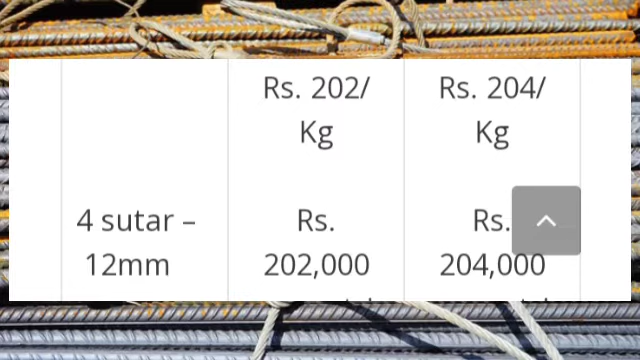 Rs. 202/
Kg
Rs. 204/
Kg
4 sutar –
12mm
Rs.
202,000
Rs.
204,000